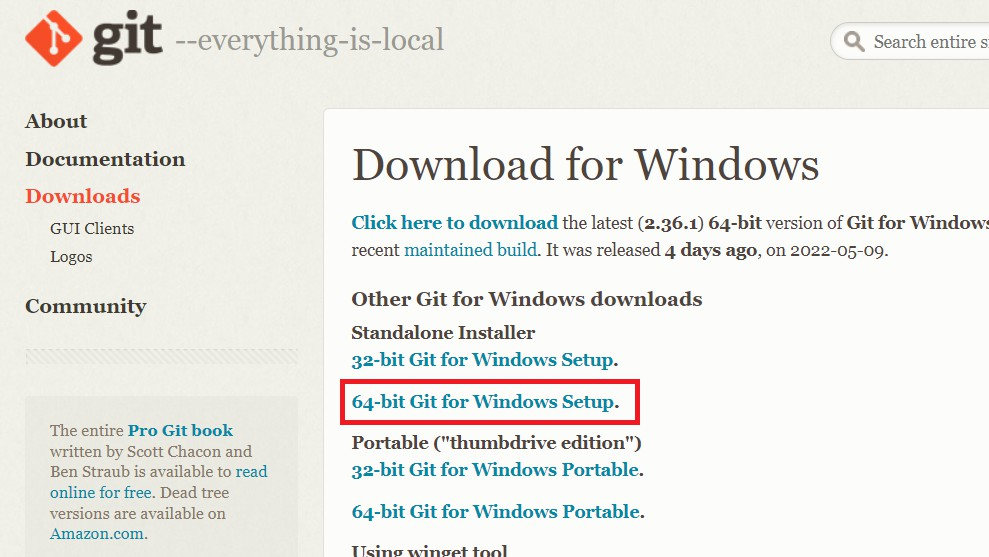 git --everything-is-local
Search entire
About
Documentation
Downloads
GUI Clients
Logos
Community
The entire Pro Git book
written by Scott Chacon and
Ben Straub is available to read
online for free. Dead tree
versions are available on
Amazon.com.
Download for Windows
Click here to download the latest (2.36.1) 64-bit version of Git for Windows
recent maintained build. It was released 4 days ago, on 2022-05-09.
Other Git for Windows downloads
Standalone Installer
32-bit Git for Windows Setup.
64-bit Git for Windows Setup.
Portable ("thumbdrive edition")
32-bit Git for Windows Portable.
64-bit Git for Windows Portable.
Using winget tool